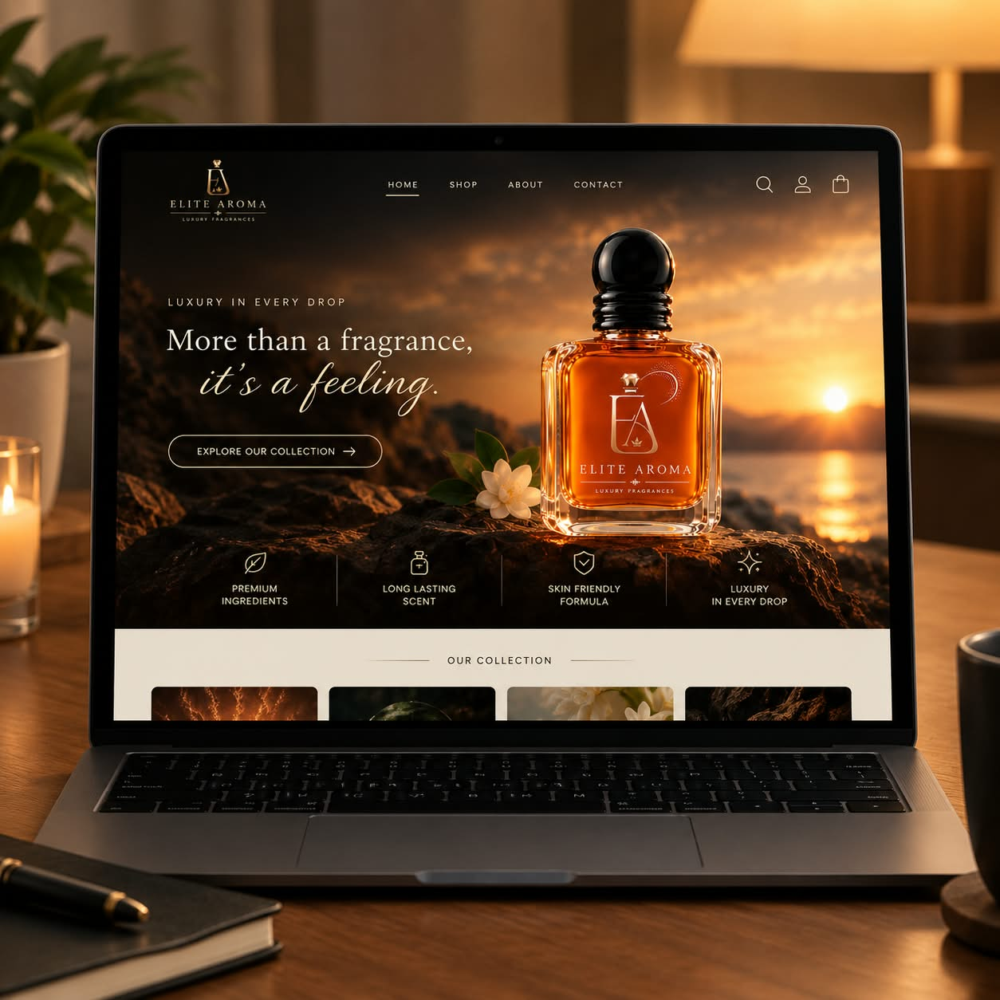 ELITE AROMA
LUXURY FRAGRANCES
HOME SHOP ABOUT CONTACT
LUXURY IN EVERY DROP
More than a fragrance,
it's a feeling.
EXPLORE OUR COLLECTION →
ELITE AROMA
LUXURY FRAGRANCES
PREMIUM
INGREDIENTS
LONG LASTING
SCENT
SKIN FRIENDLY
FORMULA
LUXURY
IN EVERY DROP
OUR COLLECTION